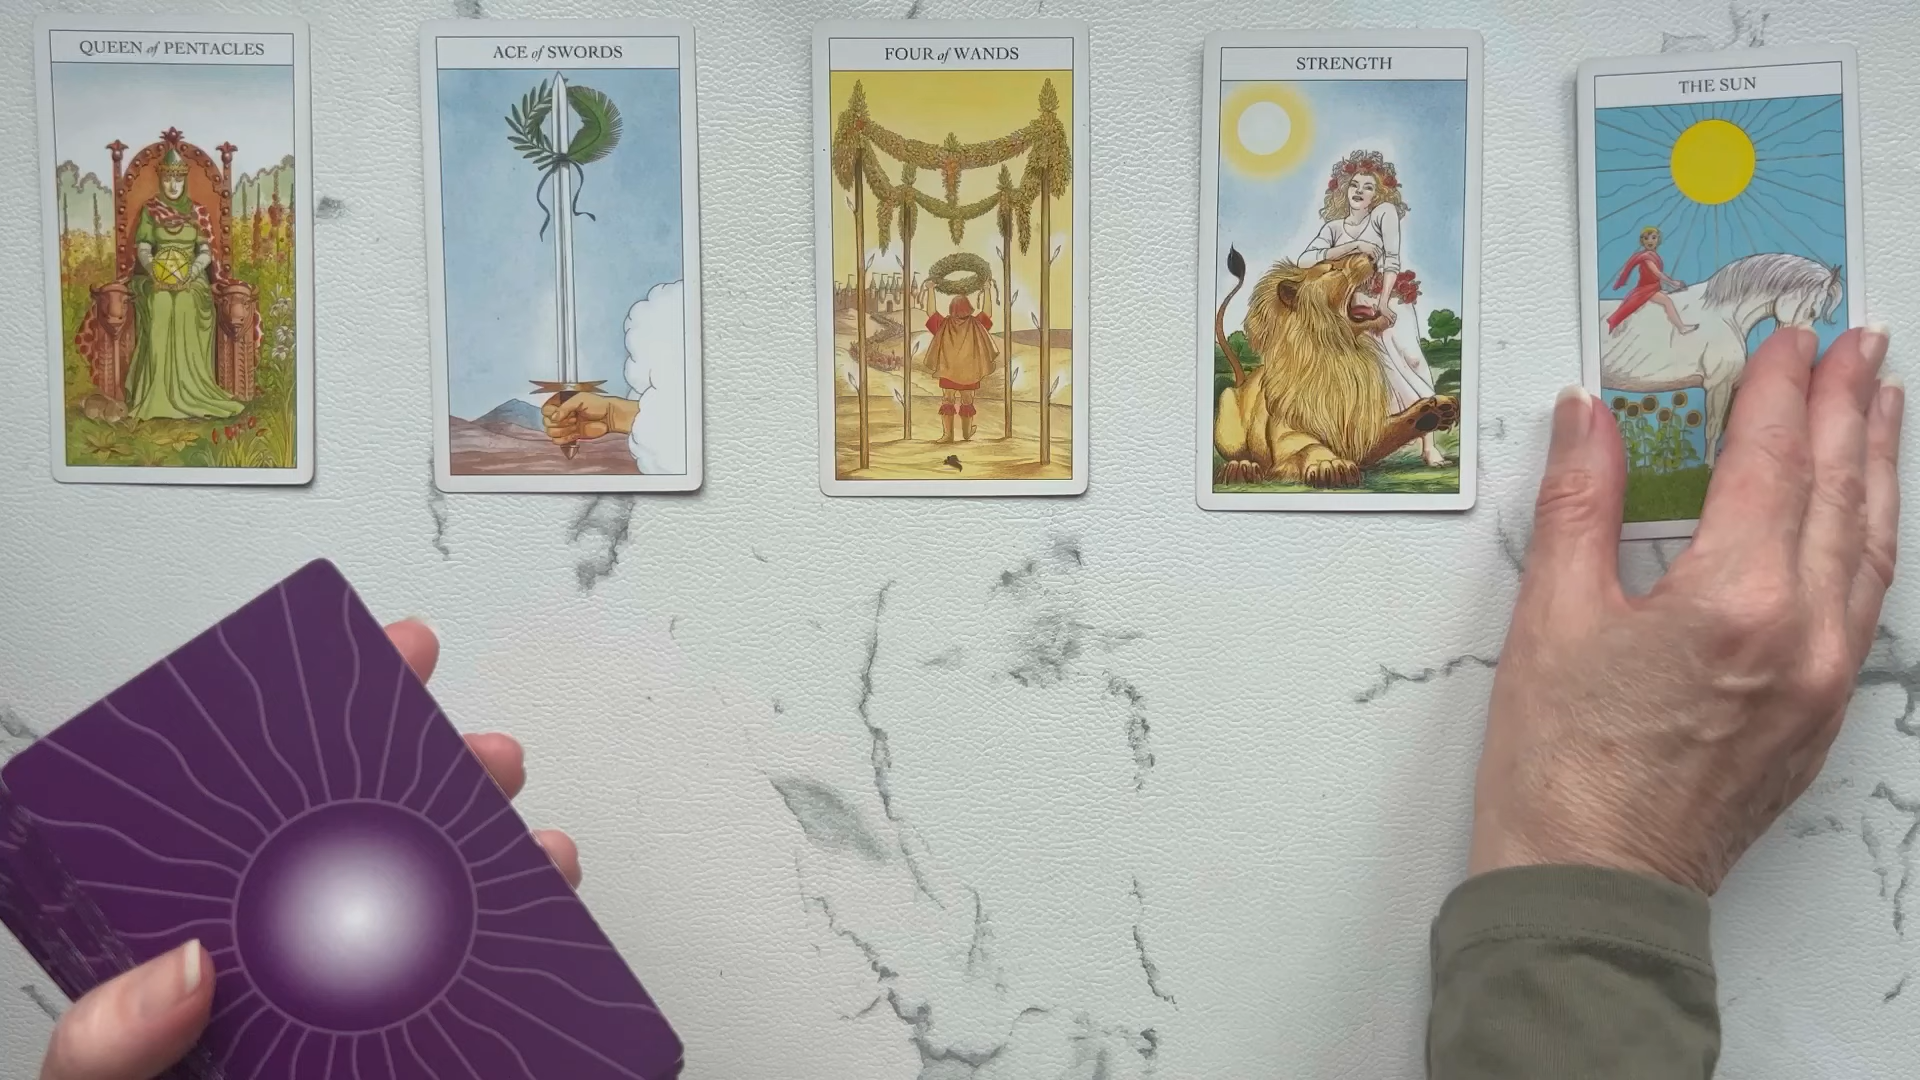 QUEEN of PENTACLES
ACE of SWORDS
FOUR of WANDS
STRENGTH
THE SUN